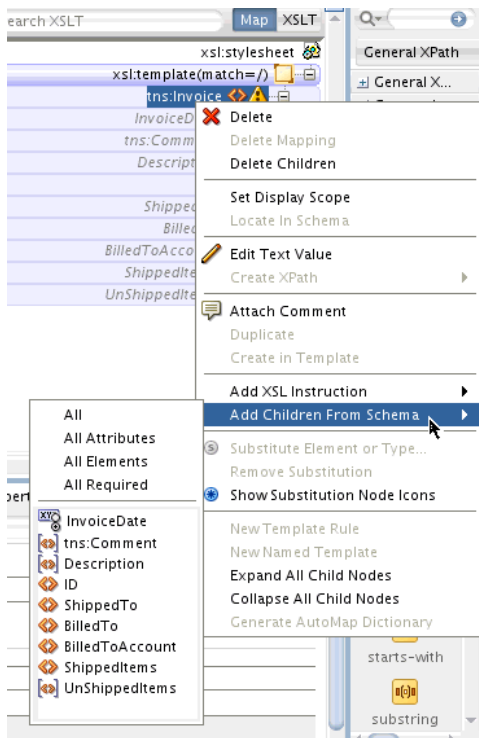 earch XSLT
Map XSLT
xsl:stylesheet
General XPath
xsl:template(match=/)
General X...
tns:Invoice
InvoiceD
Delete
tns:Comm
Delete Mapping
Descript
Delete Children
Set Display Scope
Shipped
Locate In Schema
Billed
BilledToAcco
Edit Text Value
ShippedIte
Create XPath
UnShippedIte
Attach Comment
Duplicate
Create in Template
Add XSL Instruction
Add Children From Schema
All
All Attributes
All Elements
All Required
Substitute Element or Type...
Remove Substitution
Show Substitution Node Icons
pert
InvoiceDate
tns:Comment
Description
ID
ShippedTo
BilledTo
BilledToAccount
ShippedItems
UnShippedItems
New Template Rule
New Named Template
Expand All Child Nodes
Collapse All Child Nodes
Generate AutoMap Dictionary
starts-with
substring